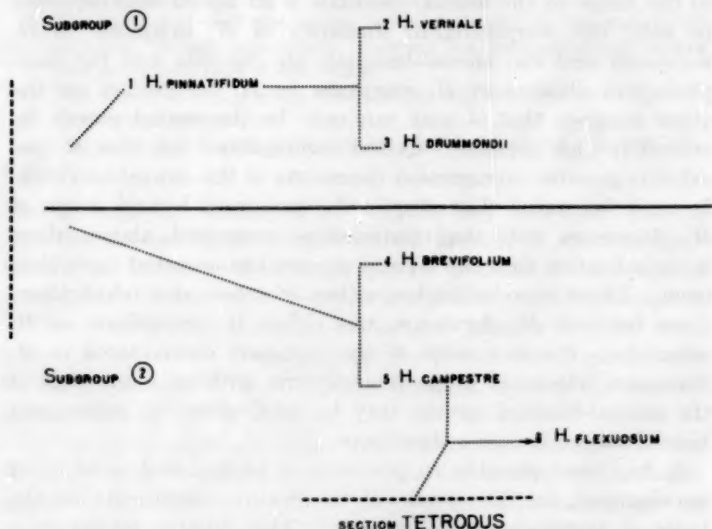 SUBGROUP ①
2 H. VERNALE
1 H. PINNATIFIDUM
3 H. DRUMMONDII
4 H. BREVIFOLIUM
SUBGROUP ②
5 H. CAMPESTRE
6 H. FLEXUOSUM
SECTION TETRODUS